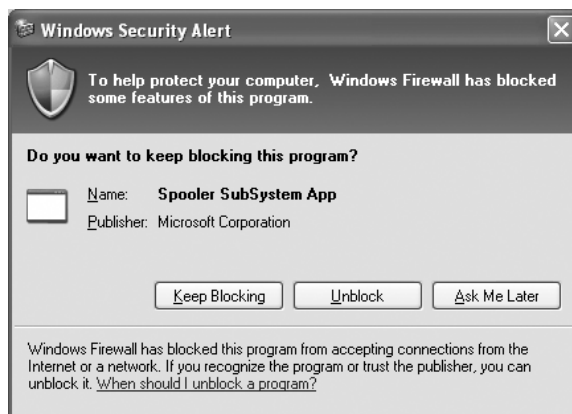 Windows Security Alert
To help protect your computer, Windows Firewall has blocked
some features of this program.
Do you want to keep blocking this program?
Name: Spooler SubSystem App
Publisher: Microsoft Corporation
Keep Blocking Unblock Ask Me Later
Windows Firewall has blocked this program from accepting connections from the
Internet or a network. If you recognize the program or trust the publisher, you can
unblock it. When should I unblock a program?